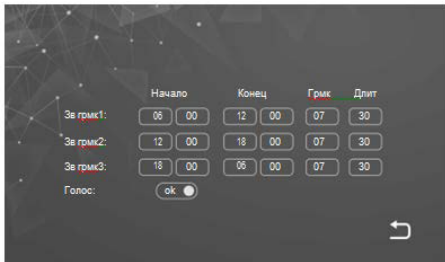 Начало Конец Грмк Длит
Зв грмк1: 06 00 12 00 07 30
Зв грмк2: 12 00 18 00 07 30
Зв грмк3: 18 00 06 00 07 30
Голос: ok